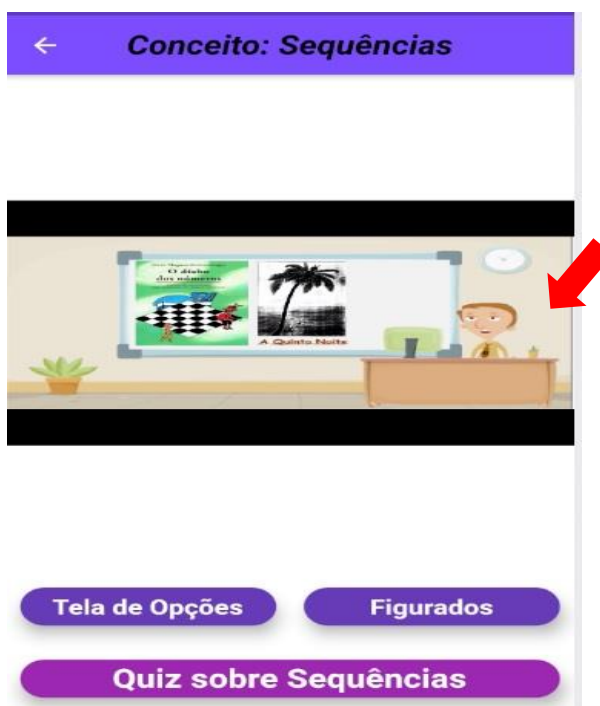 Conceito: Sequências
O diabo
dos números
A Quinta Noite
Tela de Opções
Figurados
Quiz sobre Sequências